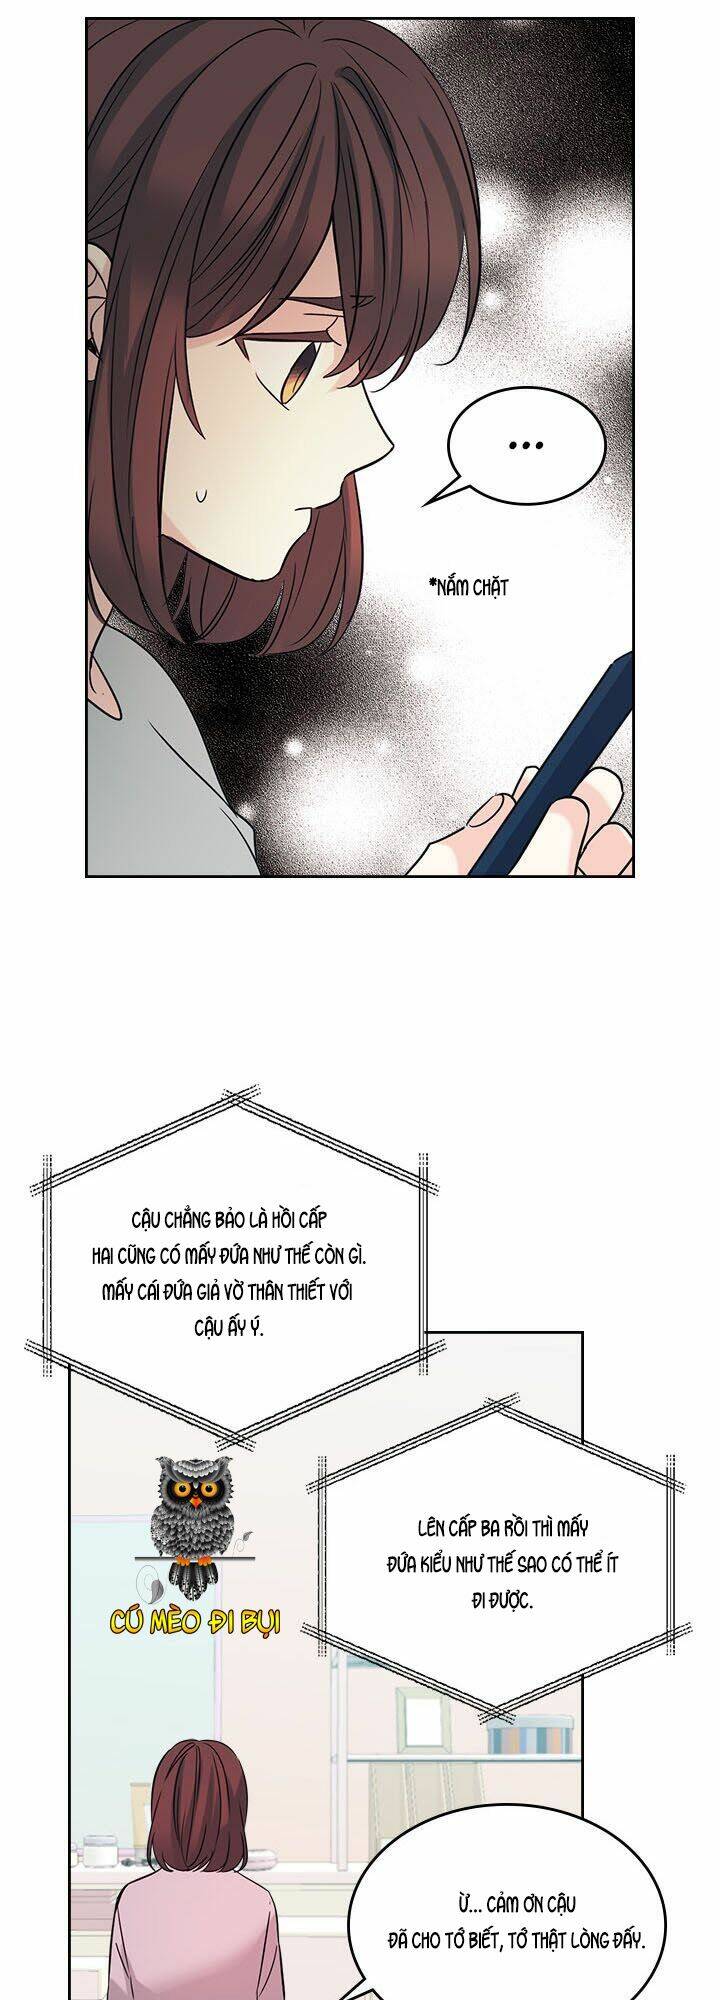 ...
*NẮM CHẶT
CẬU CHẲNG BẢO LÀ HỒI CẤP
HAI CŨNG CÓ MẤY ĐỨA NHƯ THẾ CÒN GÌ.
MẤY CÁI ĐỨA GIẢ VỜ THÂN THIẾT VỚI
CẬU ẤY Ý.
LÊN CẤP BA RỒI THÌ MẤY
ĐỨA KIỂU NHƯ THẾ SAO CÓ THỂ ÍT
ĐI ĐƯỢC.
CÚ MÈO ĐI BỤI
Ừ... CẢM ƠN CẬU
ĐÃ CHO TỚ BIẾT, TỚ THẬT LÒNG ĐẤY.